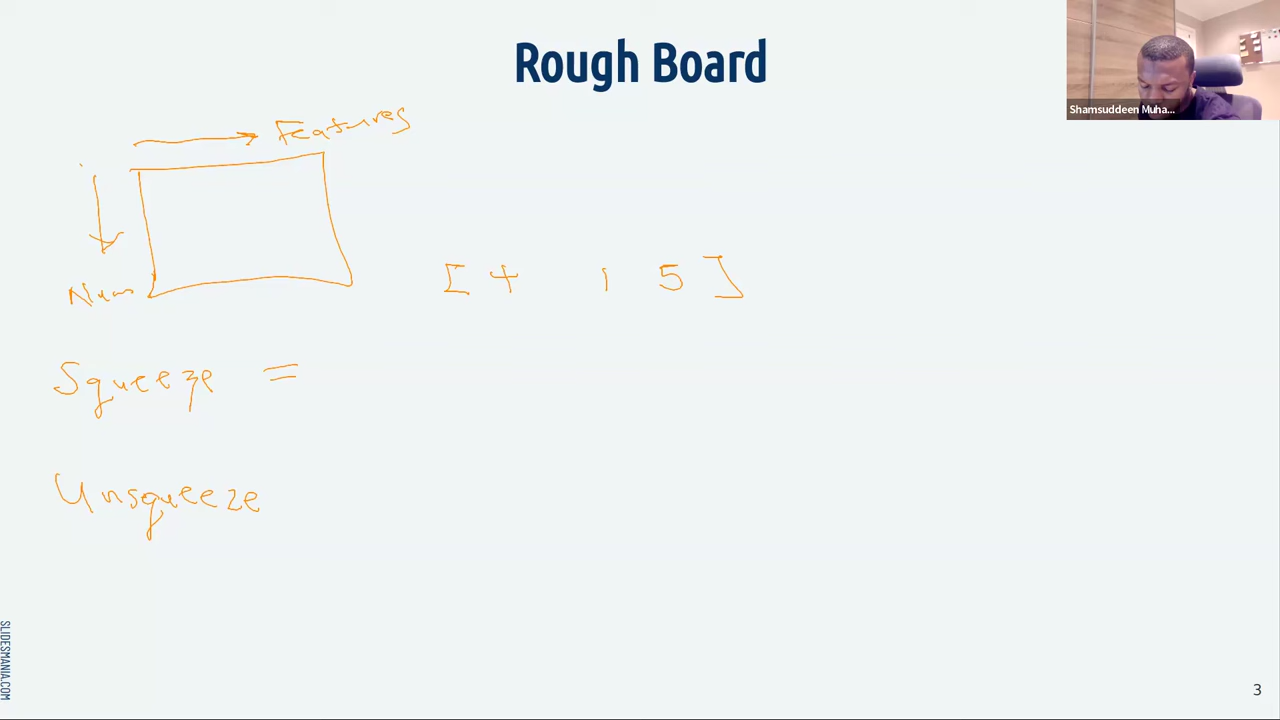 Rough Board
Shamsuddeen Muha...
Features
Num
[ 4 1 5 ]
Squeeze =
Unsqueeze
SLIDESMANIA.COM
3